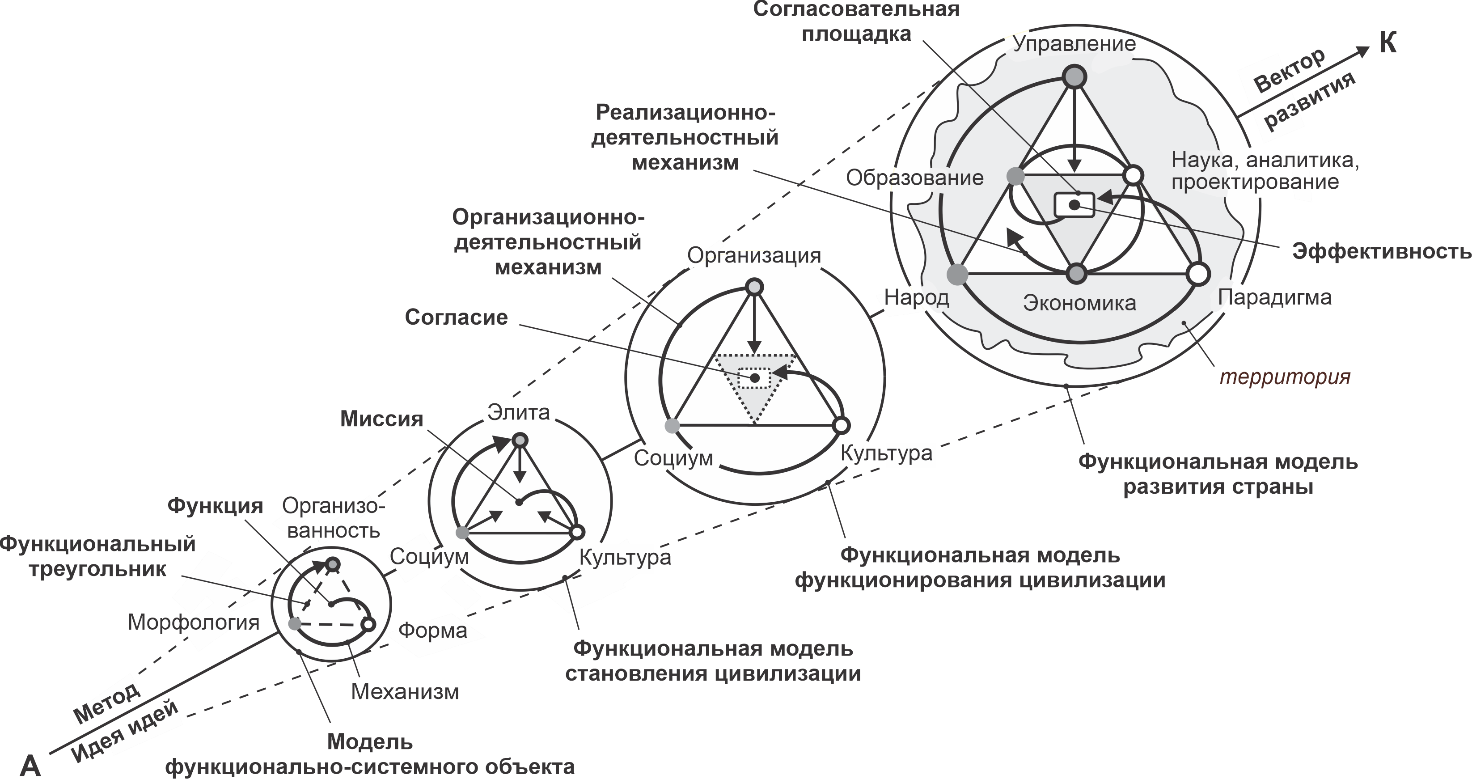 Согласовательная
площадка
Управление
К
Вектор
развития
Реализационно-
деятельностный
механизм
Образование
Наука, аналитика,
проектирование
Организационно-
деятельностный
механизм
Организация
Эффективность
Народ
Экономика
Парадигма
Согласие
территория
Миссия
Элита
Социум
Культура
Функциональная модель
развития страны
Функция
Организо-
ванность
Функциональный
треугольник
Социум
Культура
Функциональная модель
функционирования цивилизации
Морфология
Форма
Функциональная модель
становления цивилизации
Механизм
Метод
Идея идей
А
Модель
функционально-системного объекта